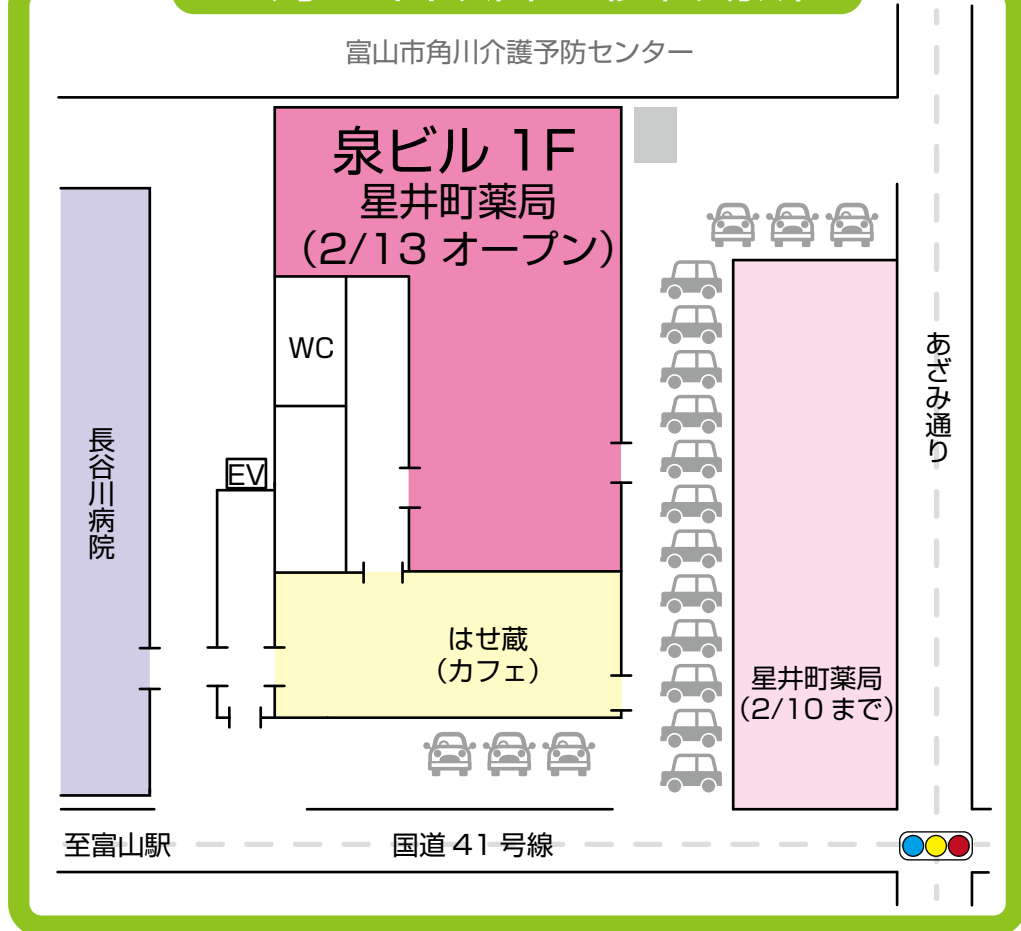 富山市角川介護予防センター
泉ビル 1F
星井町薬局
（2/13 オープン）
WC
EV
長谷川病院
あざみ通り
はせ蔵
（カフェ）
星井町薬局
（2/10 まで）
至富山駅
国道 41 号線